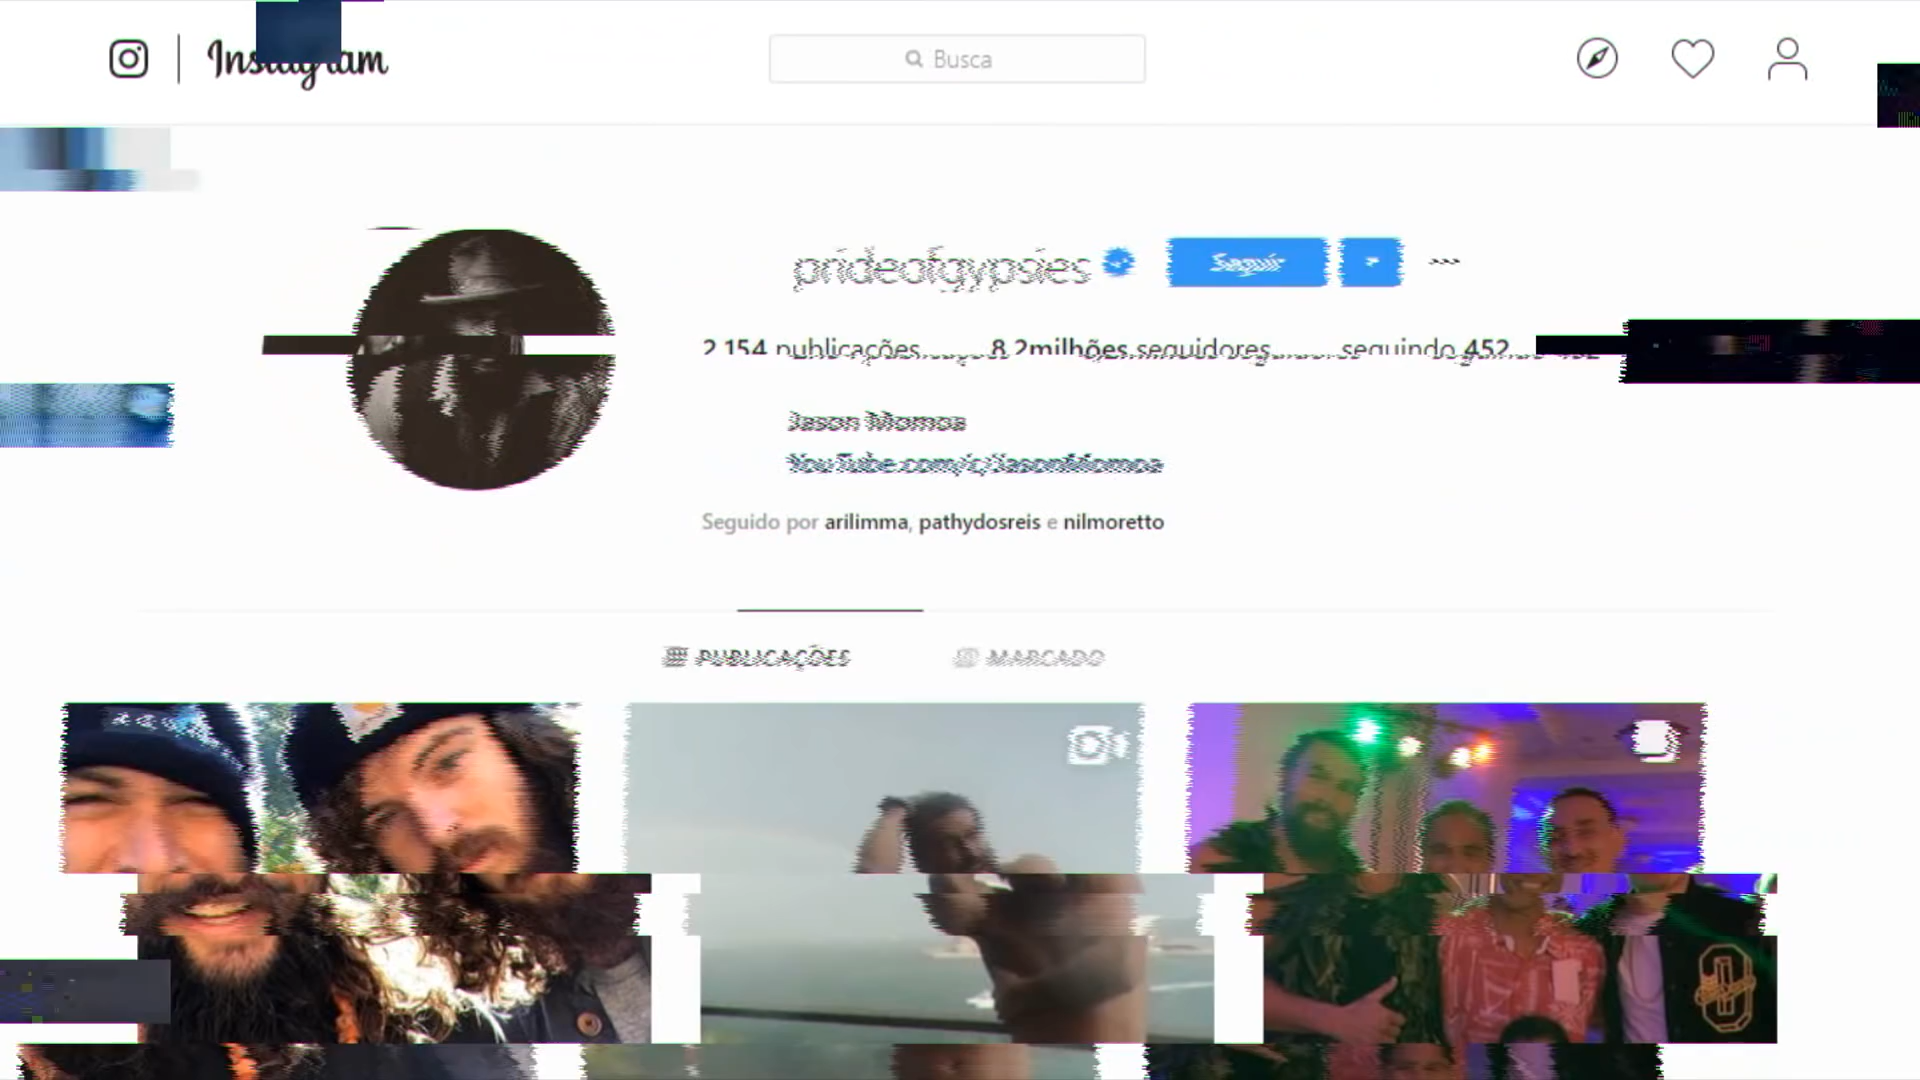 Instagram
Busca
prideofgypsies
Seguir
2.154 publicações 8.2milhões seguidores seguindo 452
Jason Momoa
YouTube.com/c/JasonMomoa
Seguido por arilimma, pathydosreis e nilmoretto
PUBLICAÇÕES MARCADO